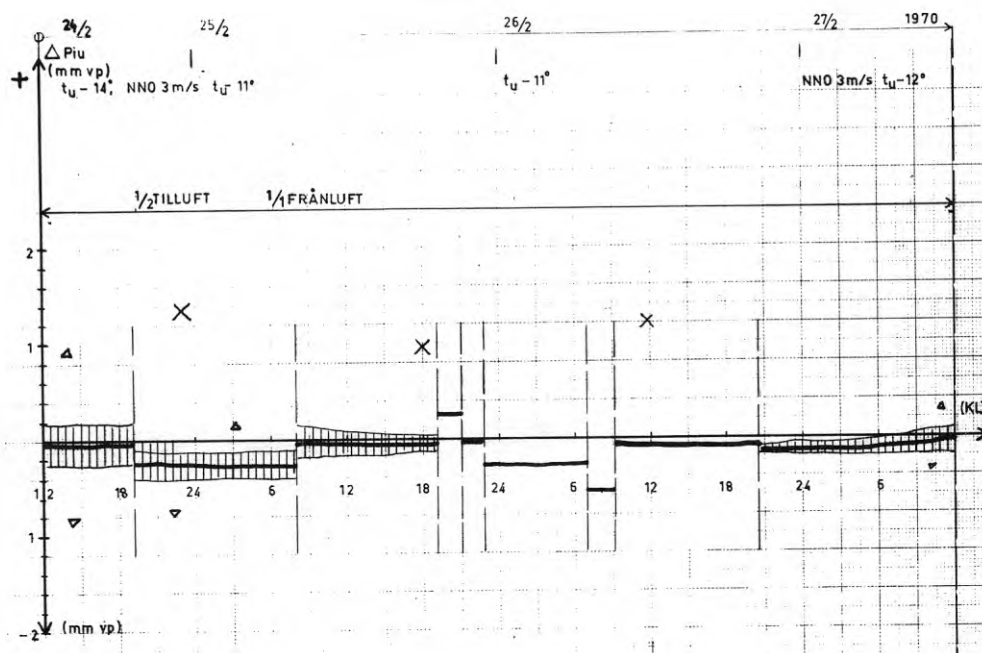 24/2 25/2 26/2 27/2 1970
△ Piu
(mm vp)
+
tu -14°, NNO 3m/s tu -11° tu -11° NNO 3m/s tu -12°
1/2 TILLUFT 1/1 FRÅNLUFT
2
1
(KL)
12 18 24 6 12 18 24 6 12 18 24 6
1
-2 (mm vp)